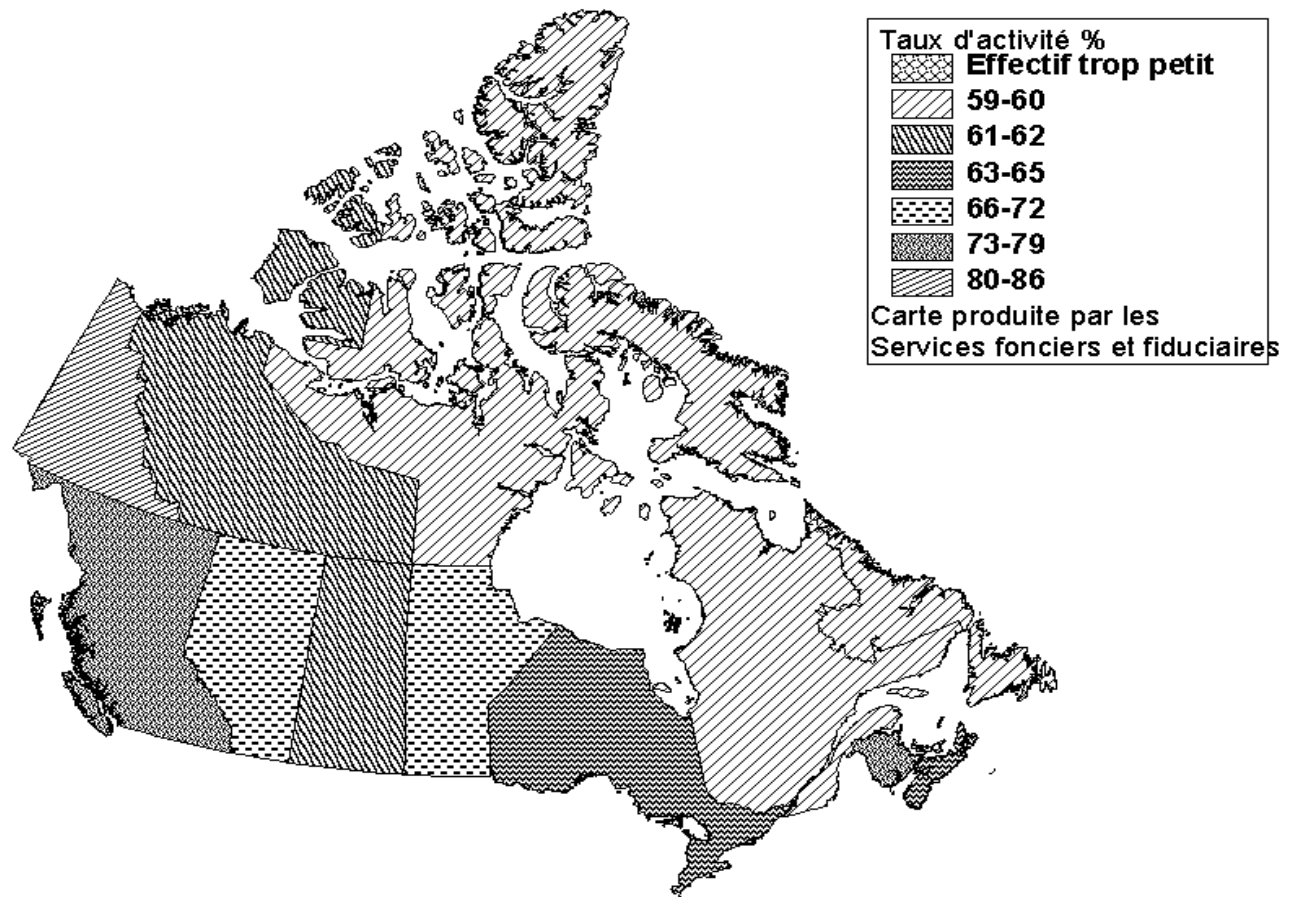 Taux d'activité %
Effectif trop petit
59-60
61-62
63-65
66-72
73-79
80-86
Carte produite par les
Services fonciers et fiduciaires